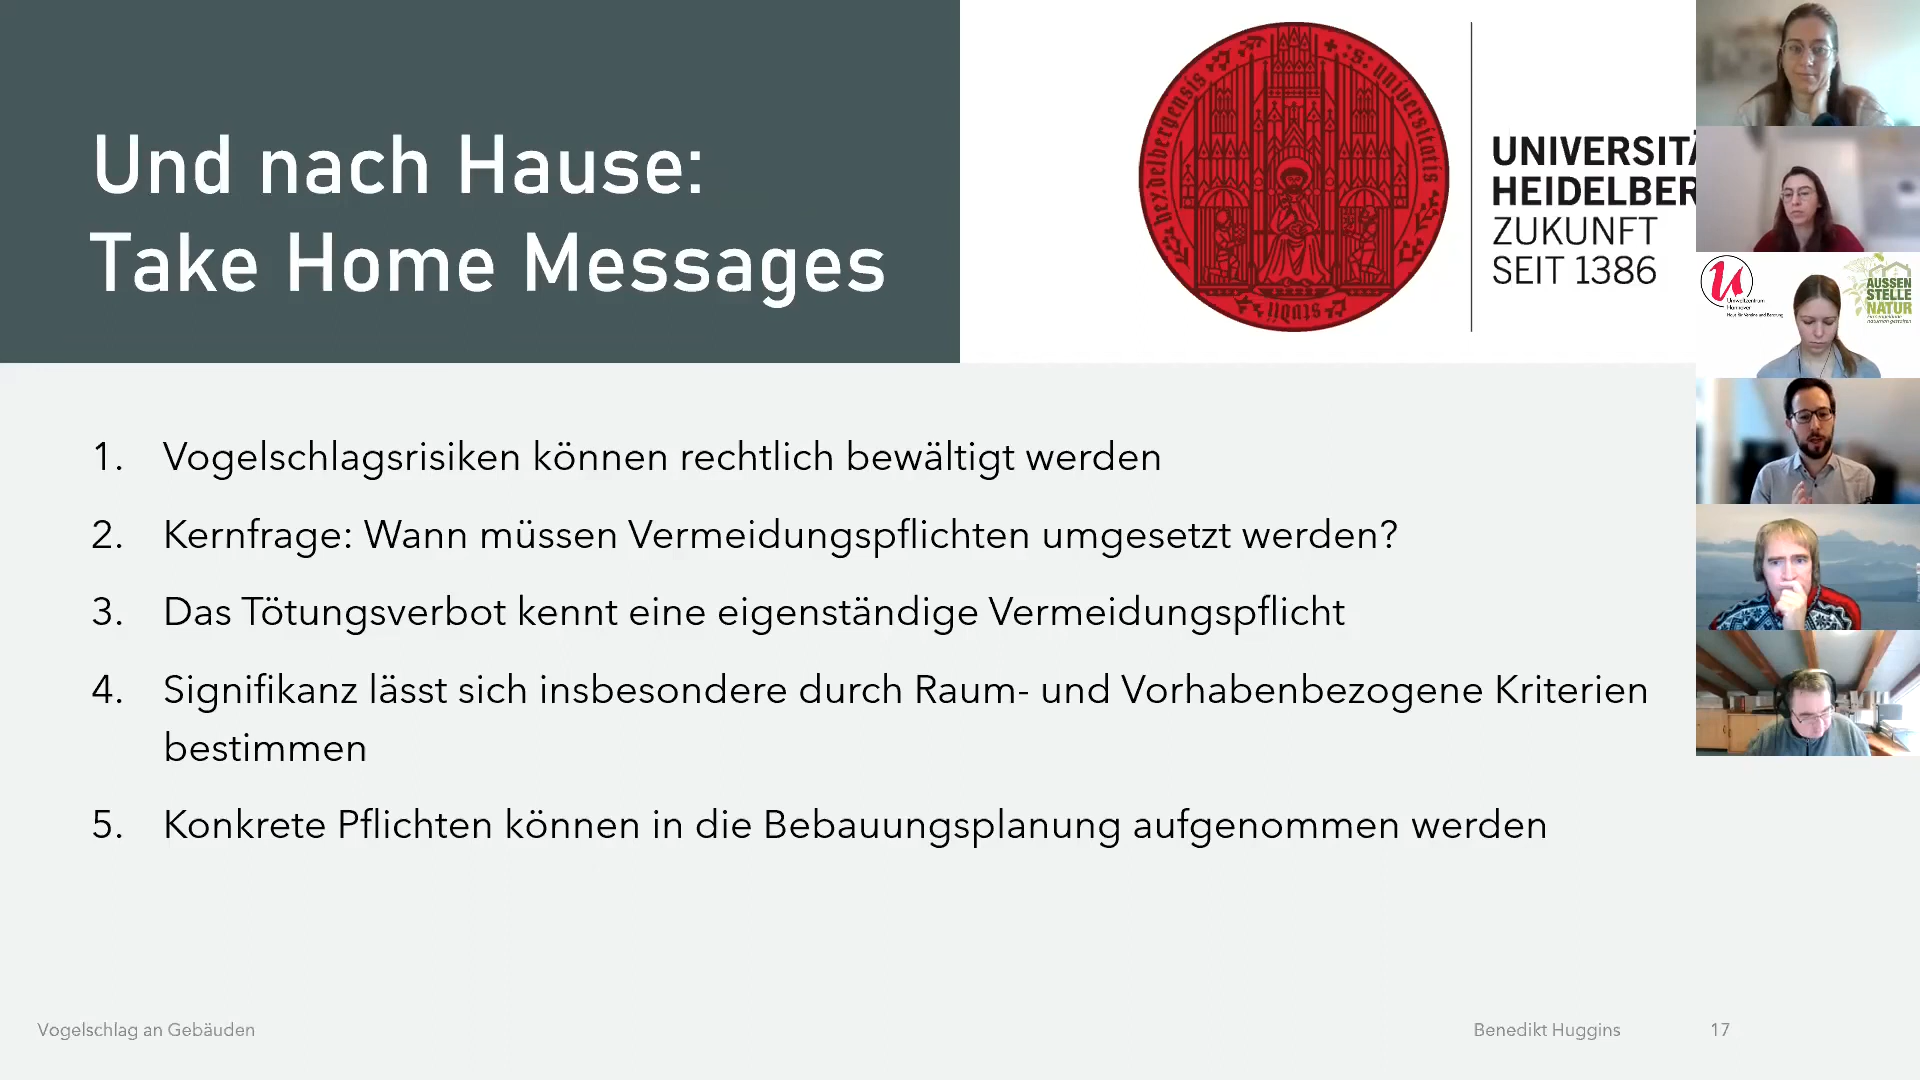 Und nach Hause:
Take Home Messages
UNIVERSITÄ
HEIDELBER
ZUKUNFT
SEIT 1386
Umweltzentrum
Hannover
AUSSEN
STELLE
NATUR
1. Vogelschlagsrisiken können rechtlich bewältigt werden
2. Kernfrage: Wann müssen Vermeidungspflichten umgesetzt werden?
3. Das Tötungsverbot kennt eine eigenständige Vermeidungspflicht
4. Signifikanz lässt sich insbesondere durch Raum- und Vorhabenbezogene Kriterien
bestimmen
5. Konkrete Pflichten können in die Bebauungsplanung aufgenommen werden
Vogelschlag an Gebäuden
Benedikt Huggins
17